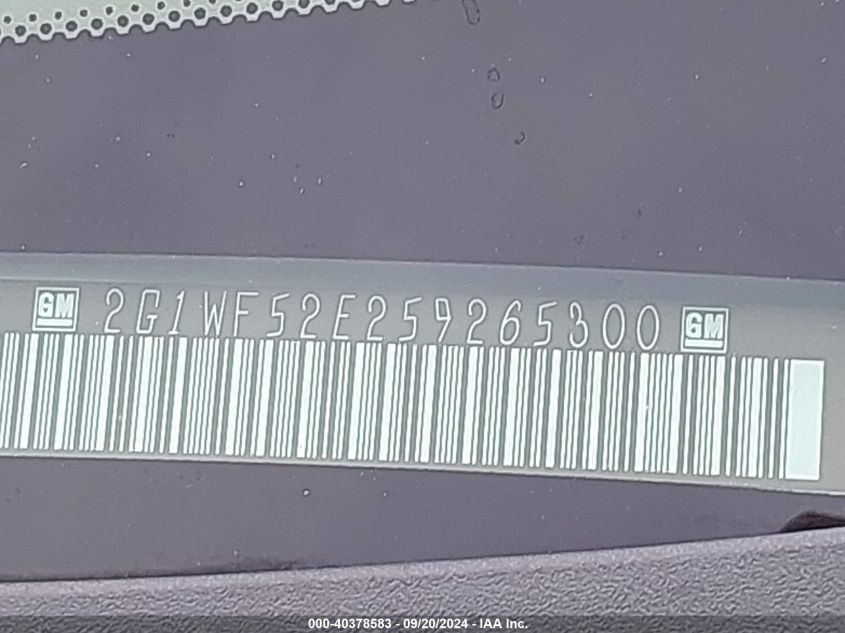 GM 2G1WF52E259265300 GM
000-40378583 - 09/20/2024 - IAA Inc.